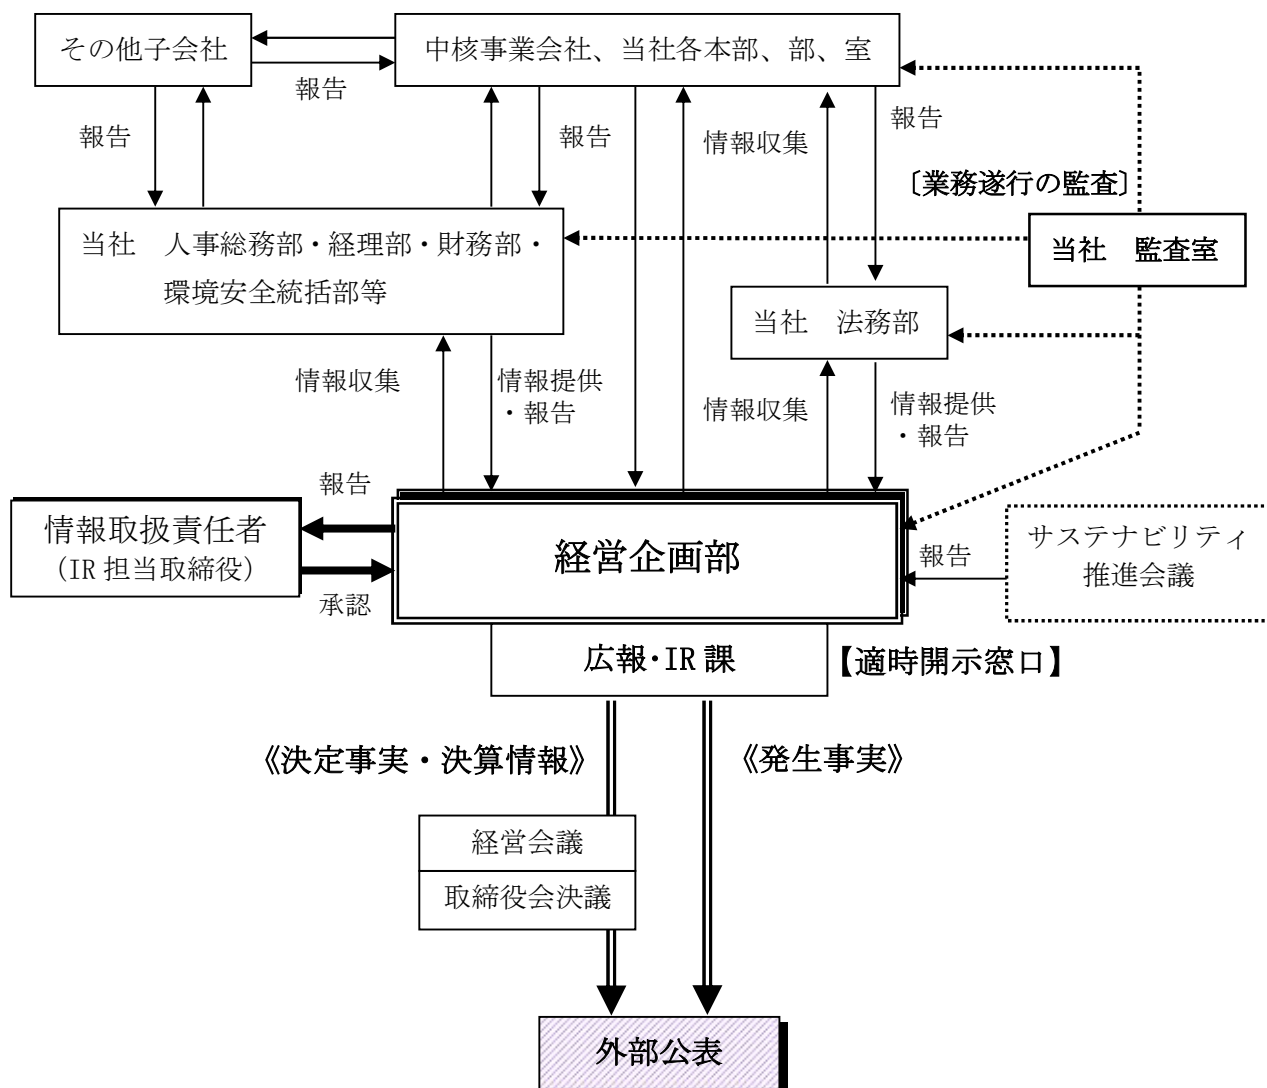 その他子会社
中核事業会社、当社各本部、部、室
報告
報告
報告
情報収集
報告
〔業務遂行の監査〕
当社　人事総務部・経理部・財務部・
環境安全統括部等
当社　監査室
当社　法務部
情報収集
情報提供
・報告
情報収集
情報提供
・報告
報告
情報取扱責任者
（IR 担当取締役）
承認
経営企画部
報告
サステナビリティ
推進会議
広報・IR 課
【適時開示窓口】
《決定事実・決算情報》
《発生事実》
経営会議
取締役会決議
外部公表